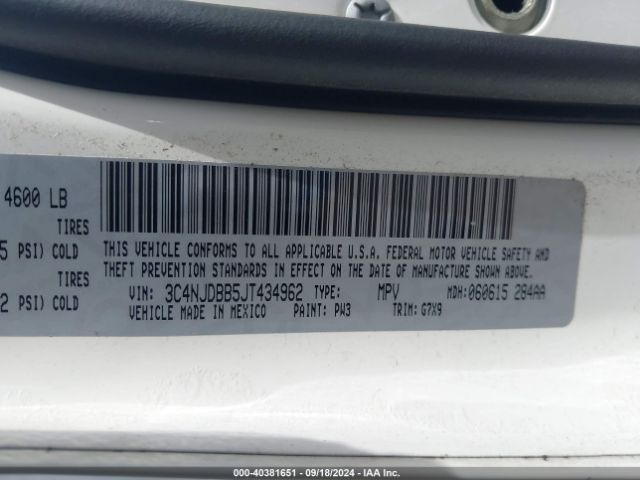 4600 LB
TIRES
5 PSI) COLD
TIRES
2 PSI) COLD
THIS VEHICLE CONFORMS TO ALL APPLICABLE U.S.A. FEDERAL MOTOR VEHICLE SAFETY AND
THEFT PREVENTION STANDARDS IN EFFECT ON THE DATE OF MANUFACTURE SHOWN ABOVE.
VIN: 3C4NJDBB5JT434962 TYPE: MPV MDH:060615 284AA
VEHICLE MADE IN MEXICO PAINT: PW3 TRIM: G7X9
000-40381651 - 09/18/2024 - IAA Inc.